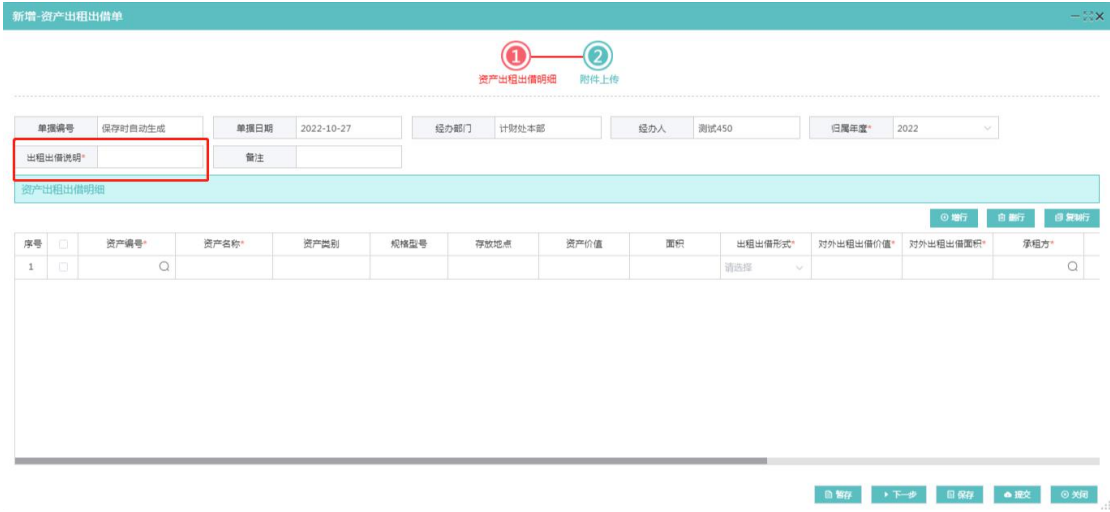 新增-资产出租出借单
1 2
资产出租出借明细 附件上传
单据编号 保存时自动生成 单据日期 2022-10-27 经办部门 计财处本部 经办人 测试450 归属年度* 2022
出租出借说明* 备注
资产出租出借明细
增行 删行 复制行
序号 资产编号* 资产名称* 资产类别 规格型号 存放地点 资产价值 面积 出租出借形式* 对外出租出借价值* 对外出租出借面积* 承租方*
1 请选择
暂存 下一步 保存 提交 关闭